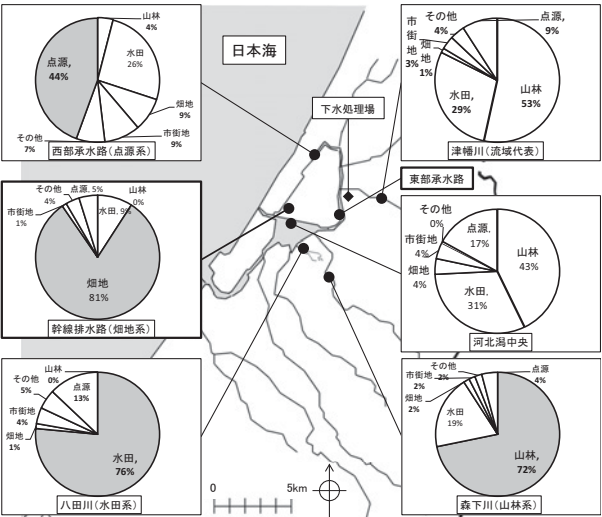 山林
4%
水田
26%
畑地
9%
市街地
9%
その他
7%
点源,
44%
西部承水路(点源系)
日本海
下水処理場
東部承水路
点源,
9%
山林
53%
水田,
29%
畑地
1%
市街地
3%
その他
4%
津幡川(流域代表)
山林
0%
水田, 9%
畑地
81%
市街地
1%
その他
4%
点源, 5%
幹線排水路(畑地系)
その他
0%
点源,
17%
山林
43%
水田,
31%
畑地
4%
市街地
4%
河北潟中央
山林
0%
その他
5%
点源
13%
市街地
4%
畑地
1%
水田,
76%
八田川(水田系)
その他
2%
点源
4%
市街地
2%
畑地
2%
水田
19%
山林,
72%
森下川(山林系)
0 5km